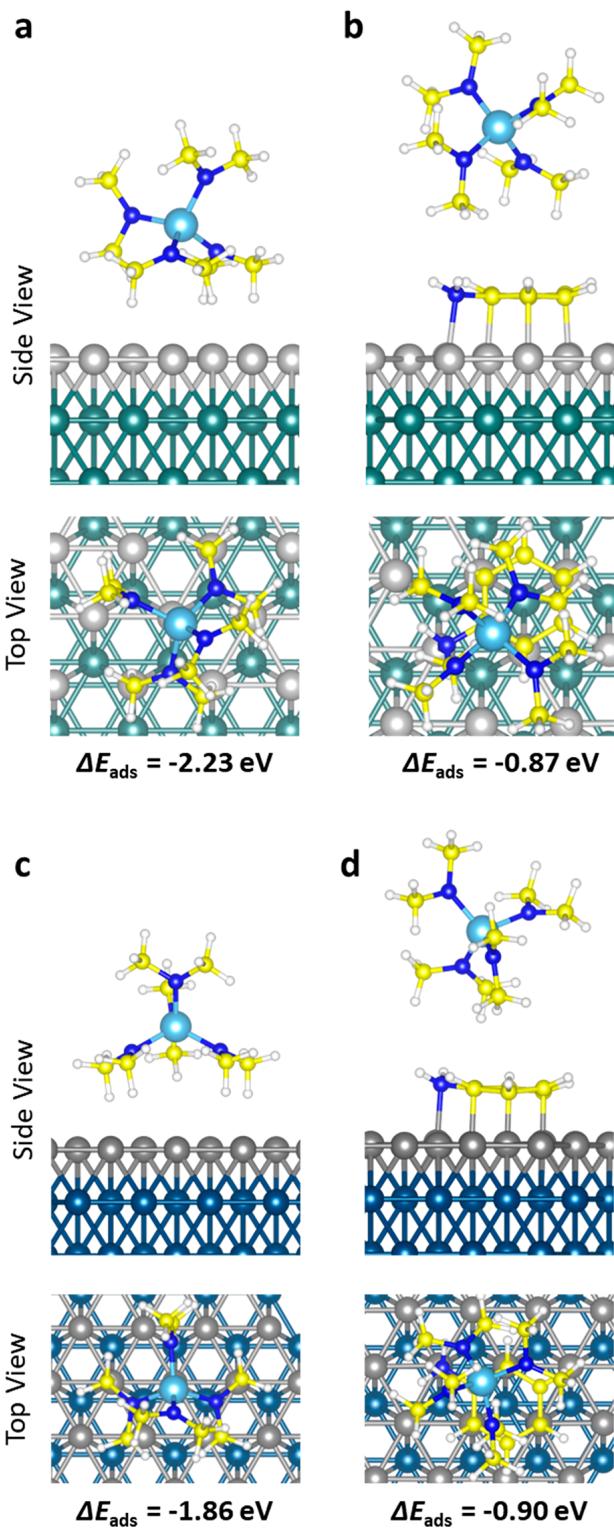 a
b
Side View
Top View
ΔEads = -2.23 eV
ΔEads = -0.87 eV
c
d
Side View
Top View
ΔEads = -1.86 eV
ΔEads = -0.90 eV